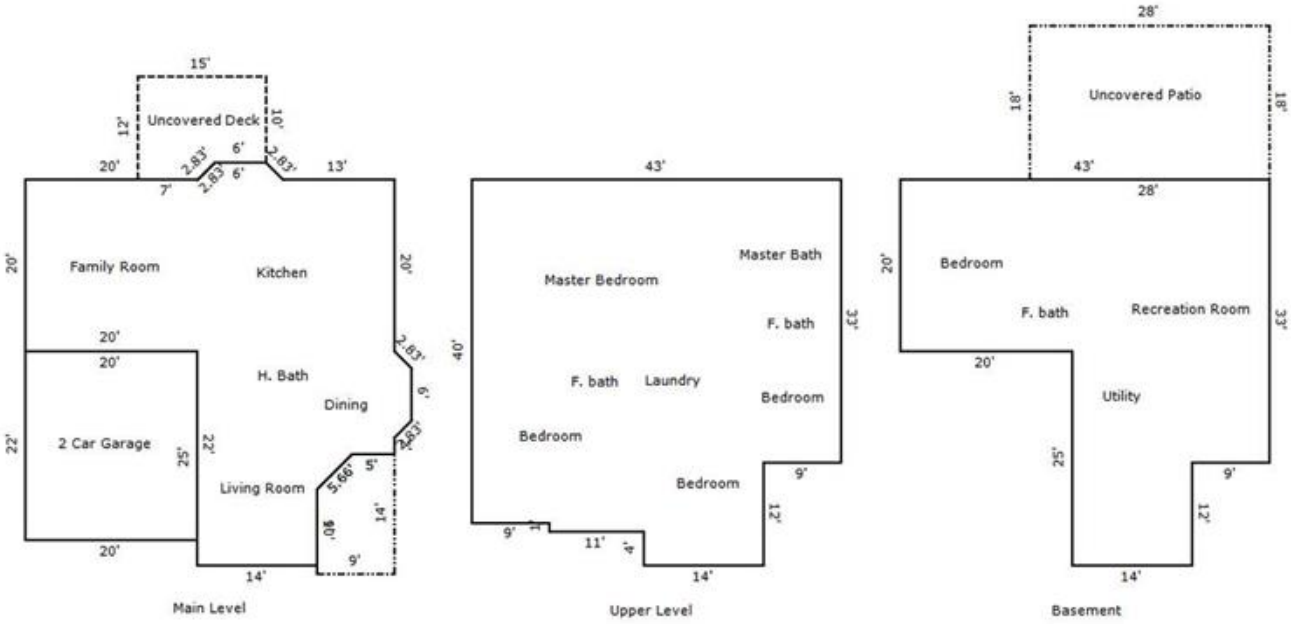 28'
15'
18'
Uncovered Patio
18'
12'
Uncovered Deck
10'
20'
2.83'
6'
2.83'
13'
43'
43'
7'
2.83'
6'
28'
20'
Family Room
Kitchen
20'
Master Bath
Master Bedroom
33'
20'
Bedroom
F. bath
F. bath
Recreation Room
33'
20'
20'
2.83'
40'
20'
H. Bath
6'
F. bath
Laundry
Dining
Bedroom
Utility
22'
2 Car Garage
25'
22'
2.83'
Bedroom
25'
5'
Living Room
5.66'
14'
Bedroom
9'
9'
12'
12'
20'
9'
9'
1'
11'
4'
14'
14'
14'
Main Level
Upper Level
Basement